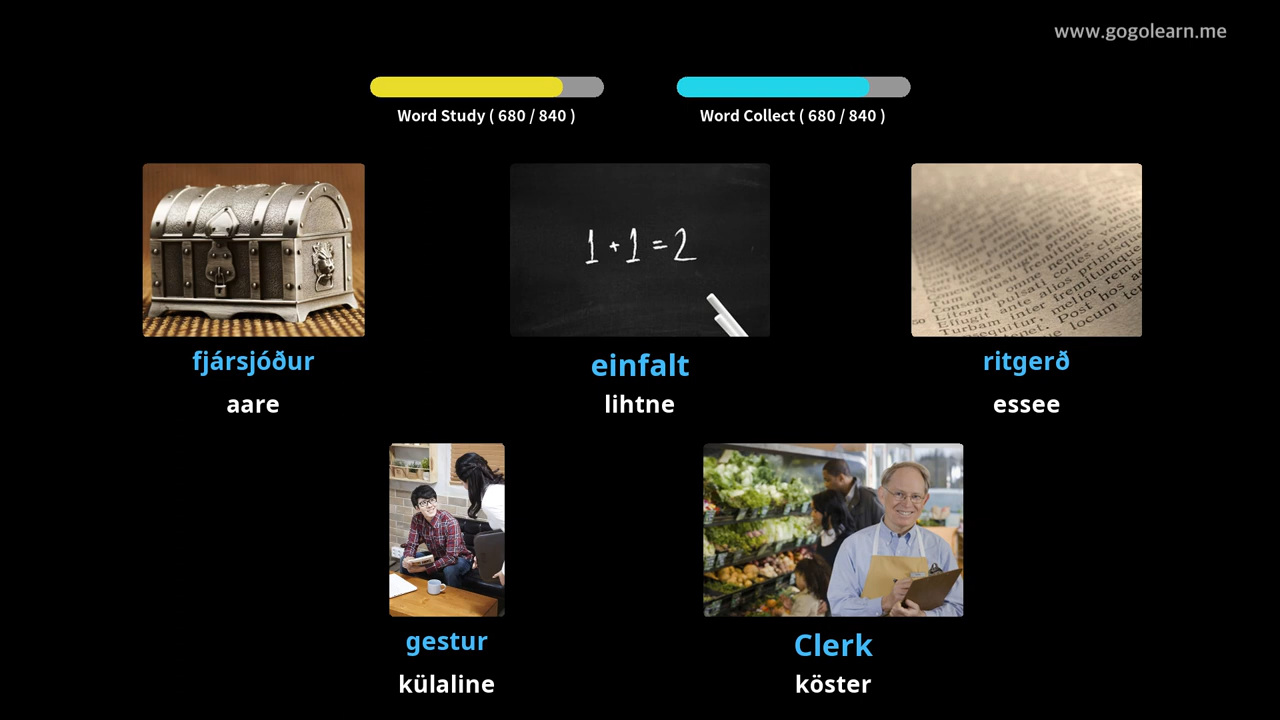 www.gogolearn.me
Word Study ( 680 / 840 )
Word Collect ( 680 / 840 )
1 + 1 = 2
fjársjóður
einfalt
ritgerð
aare
lihtne
essee
gestur
Clerk
külaline
köster